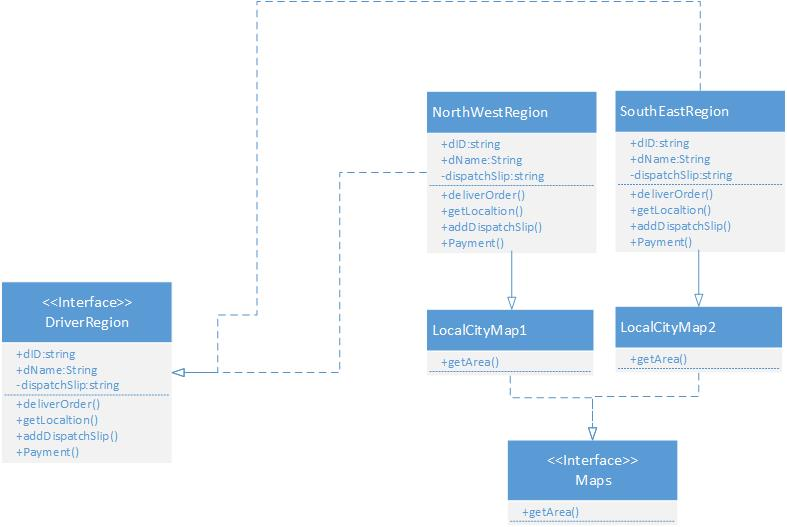 NorthWestRegion
+dID:string
+dName:String
-dispatchSlip:string
+deliverOrder()
+getLocaltion()
+addDispatchSlip()
+Payment()
SouthEastRegion
+dID:string
+dName:String
-dispatchSlip:string
+deliverOrder()
+getLocaltion()
+addDispatchSlip()
+Payment()
<<Interface>>
DriverRegion
+dID:string
+dName:String
-dispatchSlip:string
+deliverOrder()
+getLocaltion()
+addDispatchSlip()
+Payment()
LocalCityMap1
+getArea()
LocalCityMap2
+getArea()
<<Interface>>
Maps
+getArea()